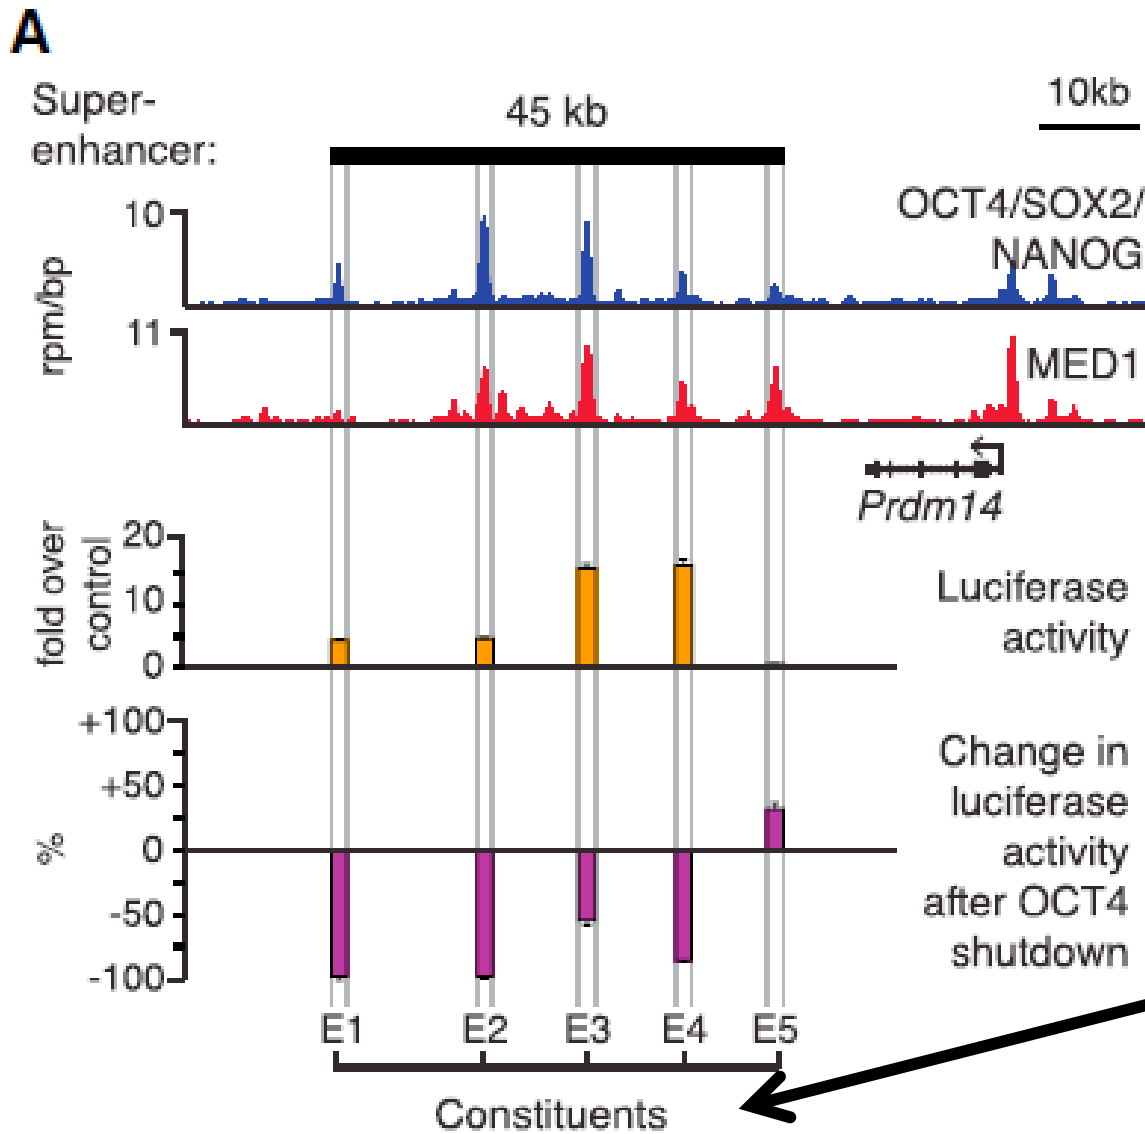 A
Super-
enhancer:
45 kb
10kb
OCT4/SOX2/
NANOG
10
rpm/bp
11
MED1
Prdm14
fold over
control
20
10
0
Luciferase
activity
%
+100
+50
0
-50
-100
Change in
luciferase
activity
after OCT4
shutdown
E1 E2 E3 E4 E5
Constituents